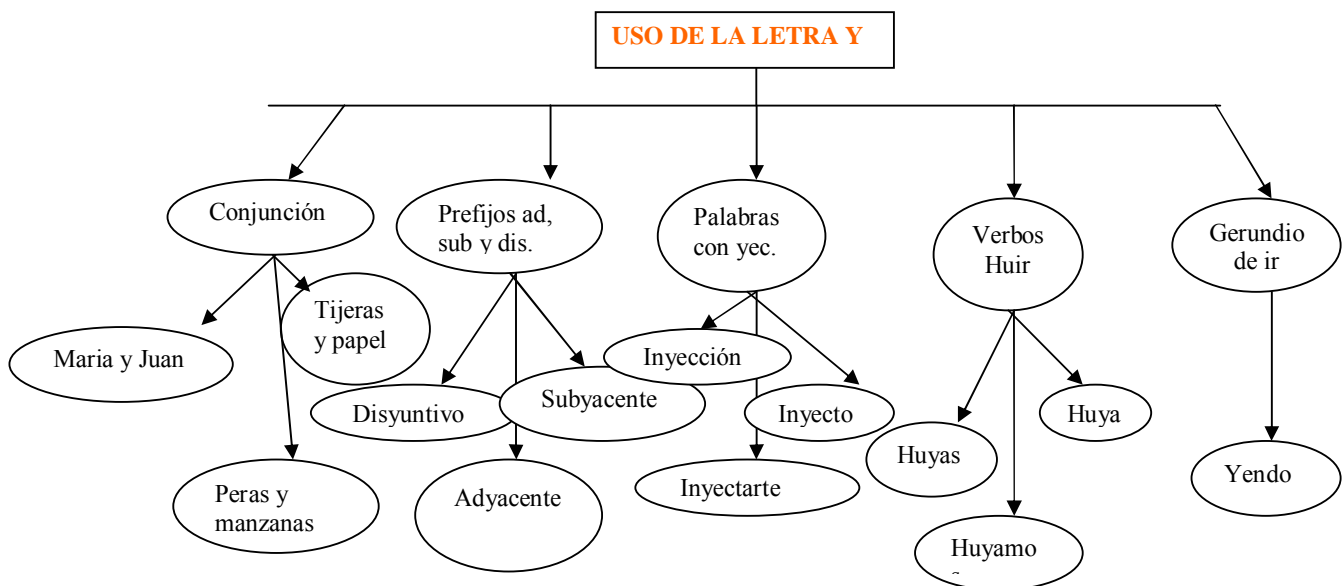 USO DE LA LETRA Y
Conjunción
Prefijos ad,
sub y dis.
Palabras
con yec.
Verbos
Huir
Gerundio
de ir
Maria y Juan
Tijeras
y papel
Peras y
manzanas
Disyuntivo
Subyacente
Adyacente
Inyección
Inyecto
Inyectarte
Huyas
Huya
Huyamo
s
Yendo